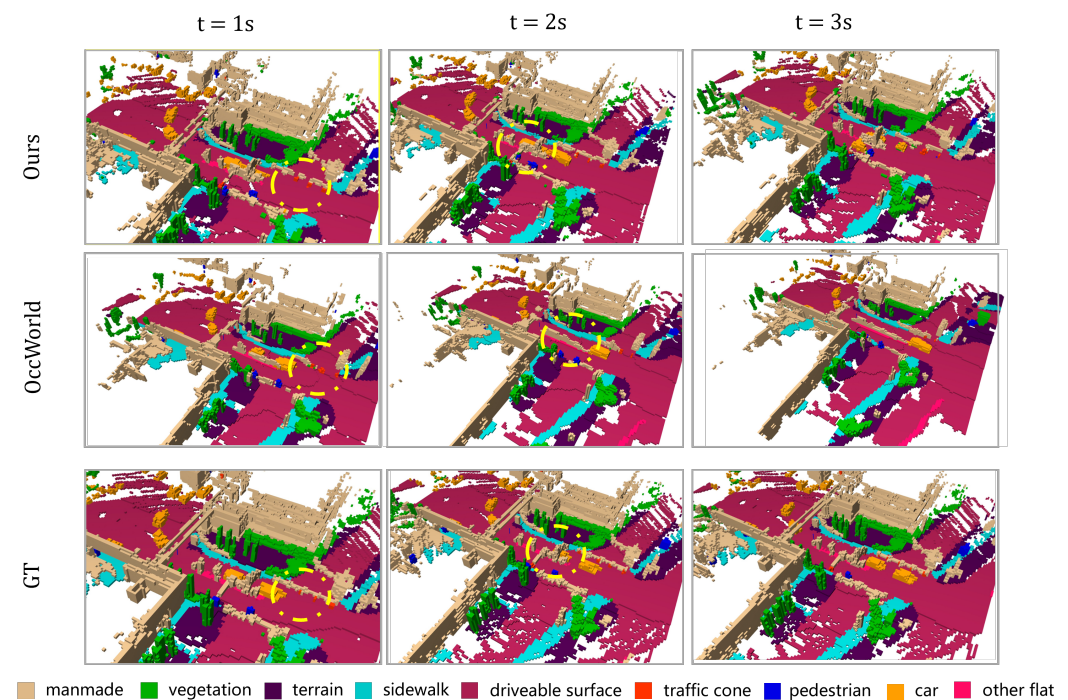 t = 1s
t = 2s
t = 3s
Ours
OccWorld
GT
manmade vegetation terrain sidewalk driveable surface traffic cone pedestrian car other flat